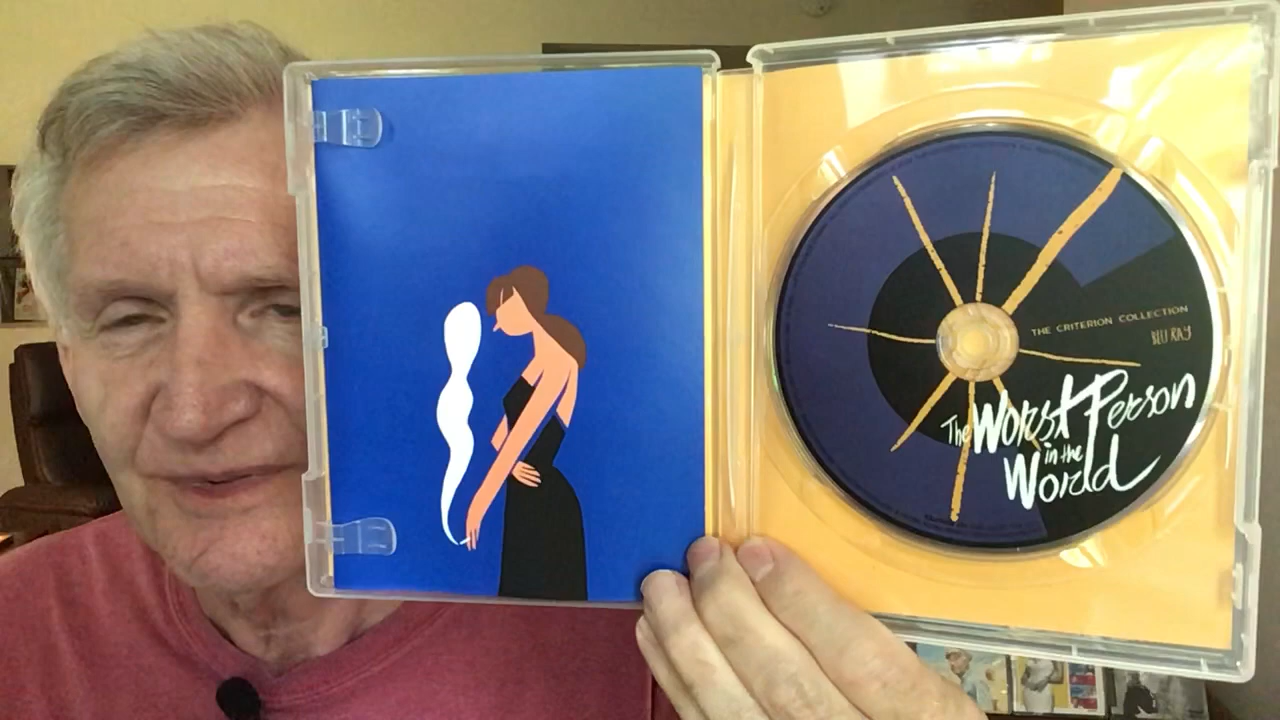 THE CRITERION COLLECTION
BLU-RAY
The Worst Person
in the
World